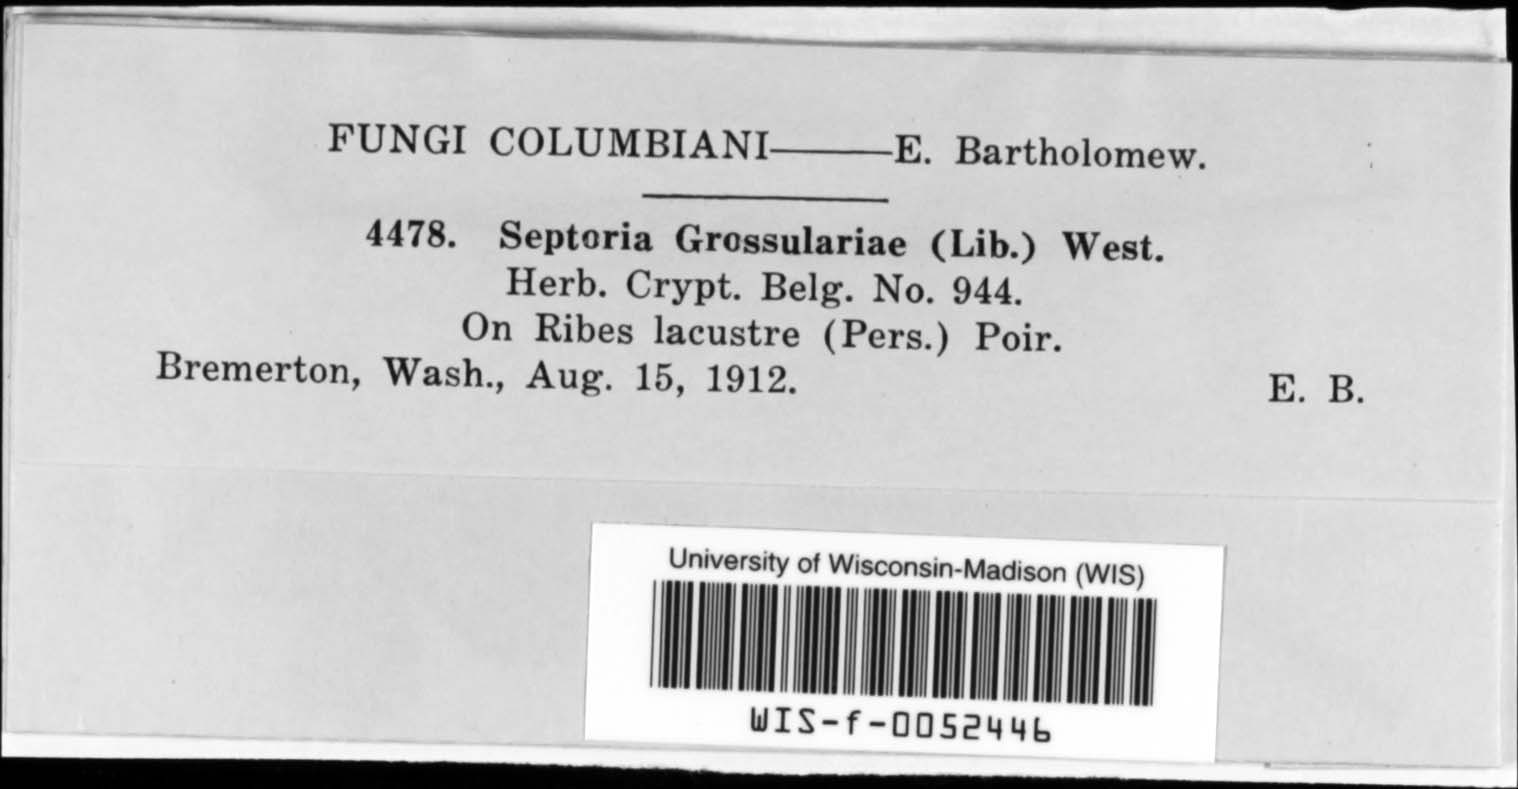 FUNGI COLUMBIANI———E. Bartholomew.
4478. Septoria Grossulariae (Lib.) West.
Herb. Crypt. Belg. No. 944.
On Ribes lacustre (Pers.) Poir.
Bremerton, Wash., Aug. 15, 1912. E. B.
University of Wisconsin-Madison (WIS)
WIS-f-0052446